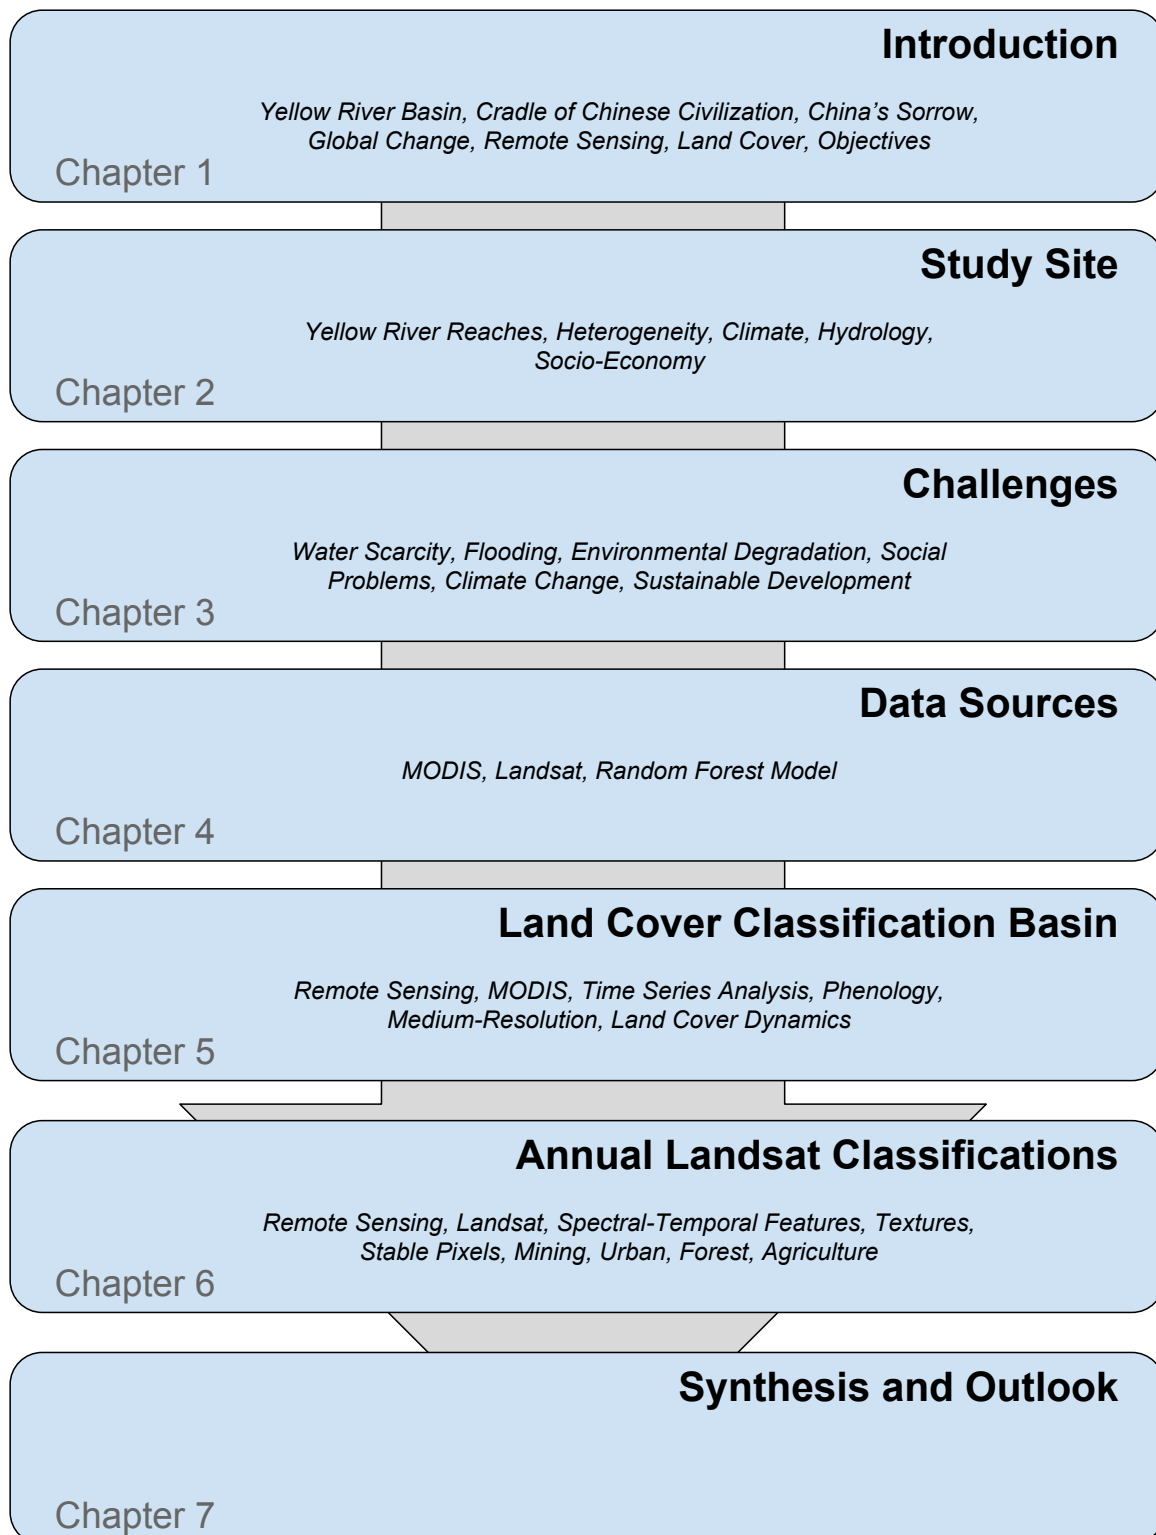 Introduction
Yellow River Basin, Cradle of Chinese Civilization, China's Sorrow,
Global Change, Remote Sensing, Land Cover, Objectives
Chapter 1
Study Site
Yellow River Reaches, Heterogeneity, Climate, Hydrology,
Socio-Economy
Chapter 2
Challenges
Water Scarcity, Flooding, Environmental Degradation, Social
Problems, Climate Change, Sustainable Development
Chapter 3
Data Sources
MODIS, Landsat, Random Forest Model
Chapter 4
Land Cover Classification Basin
Remote Sensing, MODIS, Time Series Analysis, Phenology,
Medium-Resolution, Land Cover Dynamics
Chapter 5
Annual Landsat Classifications
Remote Sensing, Landsat, Spectral-Temporal Features, Textures,
Stable Pixels, Mining, Urban, Forest, Agriculture
Chapter 6
Synthesis and Outlook
Chapter 7